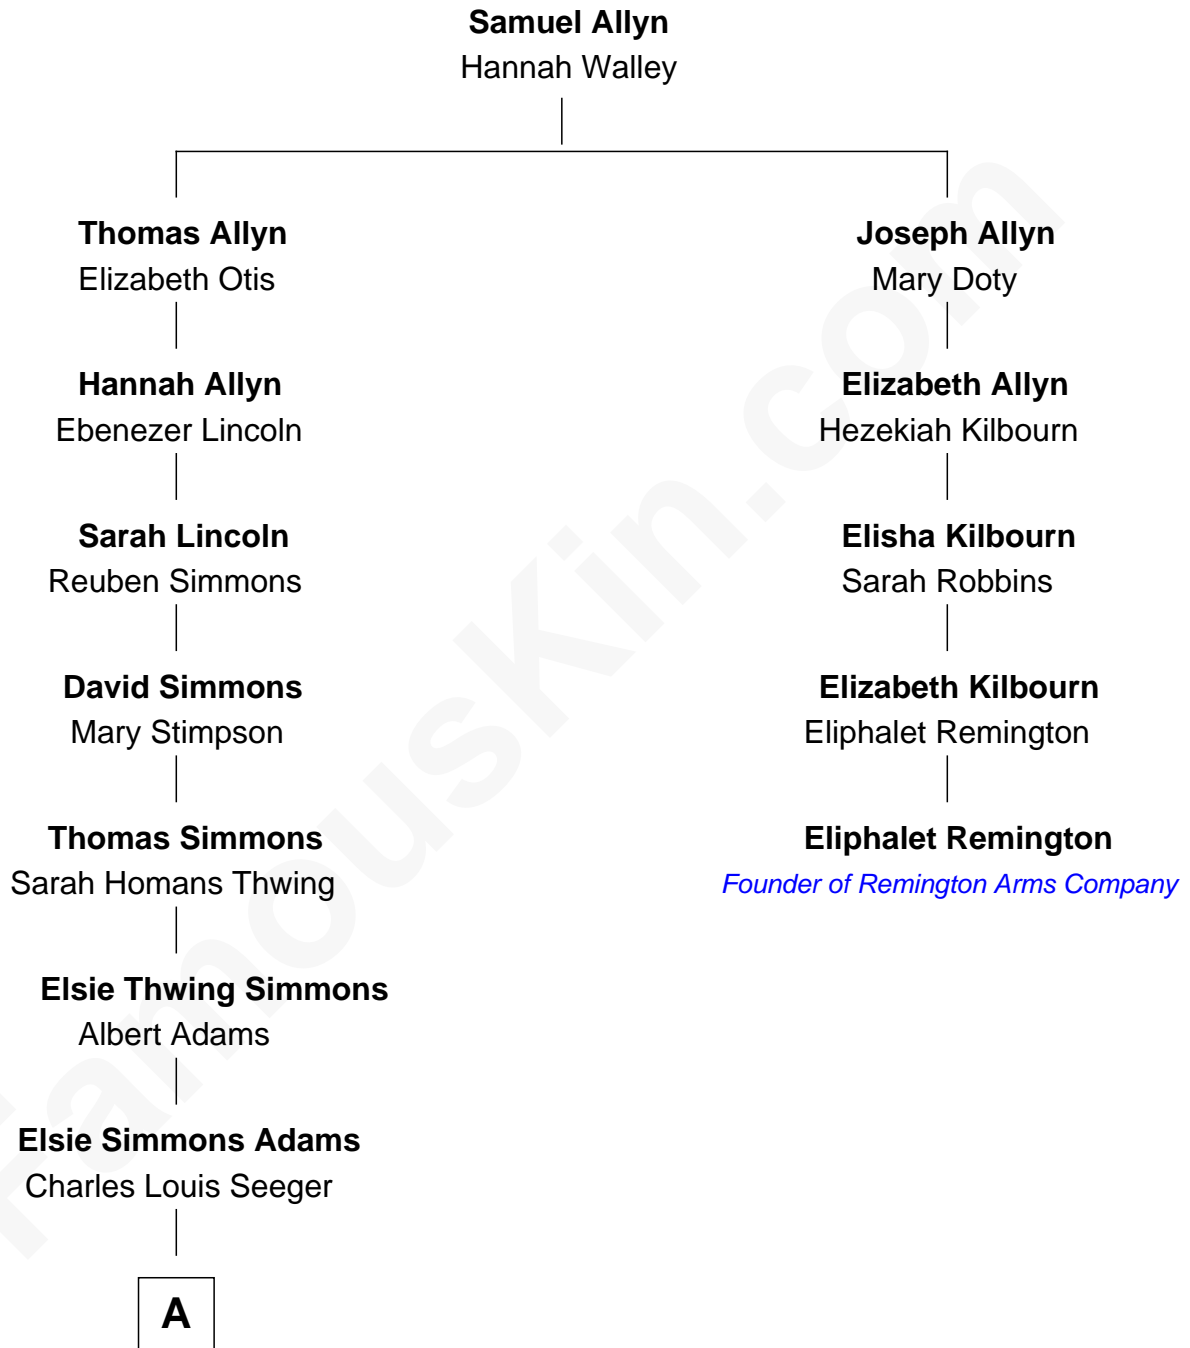 Samuel Allyn
Hannah Walley
Thomas Allyn
Elizabeth Otis
Joseph Allyn
Mary Doty
Hannah Allyn
Ebenezer Lincoln
Elizabeth Allyn
Hezekiah Kilbourn
Sarah Lincoln
Reuben Simmons
Elisha Kilbourn
Sarah Robbins
David Simmons
Mary Stimpson
Elizabeth Kilbourn
Eliphalet Remington
Thomas Simmons
Sarah Homans Thwing
Eliphalet Remington
Founder of Remington Arms Company
Elsie Thwing Simmons
Albert Adams
Elsie Simmons Adams
Charles Louis Seeger
A
FamousKin.com